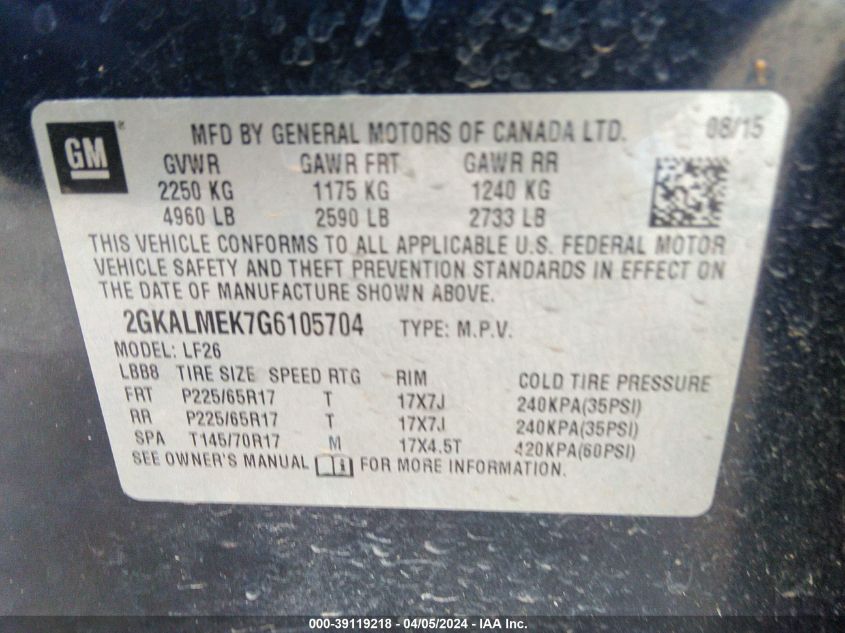 GM
MFD BY GENERAL MOTORS OF CANADA LTD. 08/15
GVWR GAWR FRT GAWR RR
2250 KG 1175 KG 1240 KG
4960 LB 2590 LB 2733 LB
THIS VEHICLE CONFORMS TO ALL APPLICABLE U.S. FEDERAL MOTOR
VEHICLE SAFETY AND THEFT PREVENTION STANDARDS IN EFFECT ON
THE DATE OF MANUFACTURE SHOWN ABOVE.
2GKALMEK7G6105704 TYPE: M.P.V.
MODEL: LF26
LBB8 TIRE SIZE SPEED RTG RIM COLD TIRE PRESSURE
FRT P225/65R17 T 17X7J 240KPA(35PSI)
RR P225/65R17 T 17X7J 240KPA(35PSI)
SPA T145/70R17 M 17X4.5T 420KPA(60PSI)
SEE OWNER'S MANUAL FOR MORE INFORMATION.
000-39119218 - 04/05/2024 - IAA Inc.